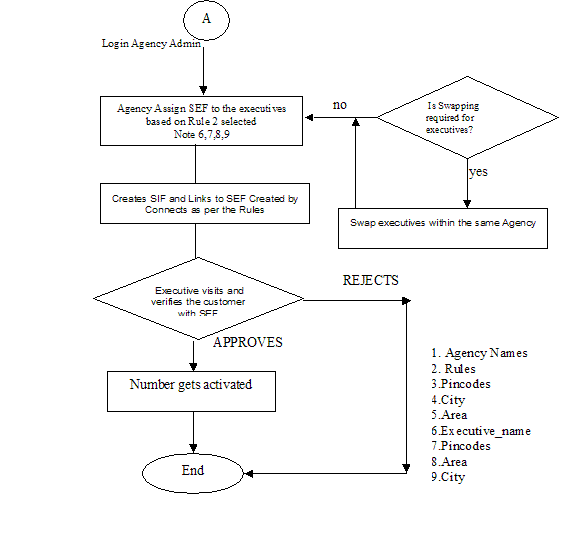 A
Login Agency Admin
Agency Assign SEF to the executives
based on Rule 2 selected
Note 6,7,8,9
no
Is Swapping
required for
executives?
yes
Swap executives within the same Agency
Creates SIF and Links to SEF Created by
Connects as per the Rules
Executive visits and
verifies the customer
with SEF
REJECTS
APPROVES
Number gets activated
End
1. Agency Names
2. Rules
3.Pincodes
4.City
5.Area
6.Executive_name
7.Pincodes
8.Area
9.City